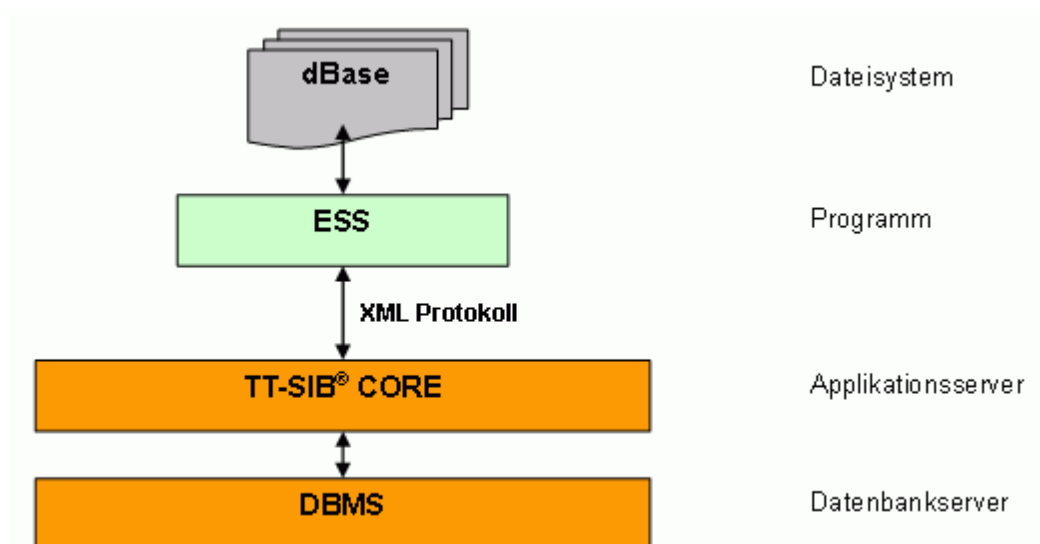 dBase
Dateisystem
ESS
Programm
XML Protokoll
TT-SIB® CORE
Applikationsserver
DBMS
Datenbankserver